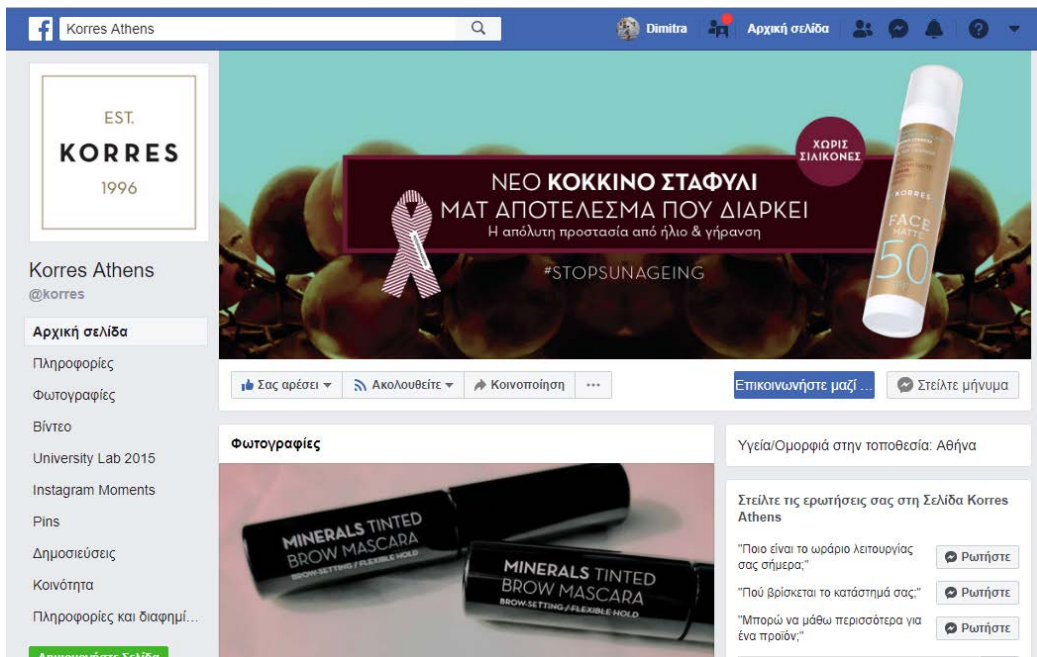 Korres Athens
Dimitra
Αρχική σελίδα
EST.
KORRES
1996
Korres Athens
@korres
Αρχική σελίδα
Πληροφορίες
Φωτογραφίες
Βίντεο
University Lab 2015
Instagram Moments
Pins
Δημοσιεύσεις
Κοινότητα
Πληροφορίες και διαφημί...
ΧΩΡΙΣ
ΣΙΛΙΚΟΝΕΣ
ΝΕΟ ΚΟΚΚΙΝΟ ΣΤΑΦΥΛΙ
ΜΑΤ ΑΠΟΤΕΛΕΣΜΑ ΠΟΥ ΔΙΑΡΚΕΙ
Η απόλυτη προστασία από ήλιο & γήρανση
#STOPSUNAGEING
KORRES
FACE
MATTE
50
SPF
Σας αρέσει
Ακολουθείτε
Κοινοποίηση
Επικοινωνήστε μαζί ...
Στείλτε μήνυμα
Φωτογραφίες
MINERALS TINTED
BROW MASCARA
BROW-SETTING / FLEXIBLE HOLD
MINERALS TINTED
BROW MASCARA
BROW-SETTING / FLEXIBLE HOLD
Υγεία/Ομορφιά στην τοποθεσία: Αθήνα
Στείλτε τις ερωτήσεις σας στη Σελίδα Korres
Athens
"Ποιο είναι το ωράριο λειτουργίας
σας σήμερα;"
Ρωτήστε
"Πού βρίσκεται το κατάστημά σας;"
Ρωτήστε
"Μπορώ να μάθω περισσότερα για
ένα προϊόν;"
Ρωτήστε